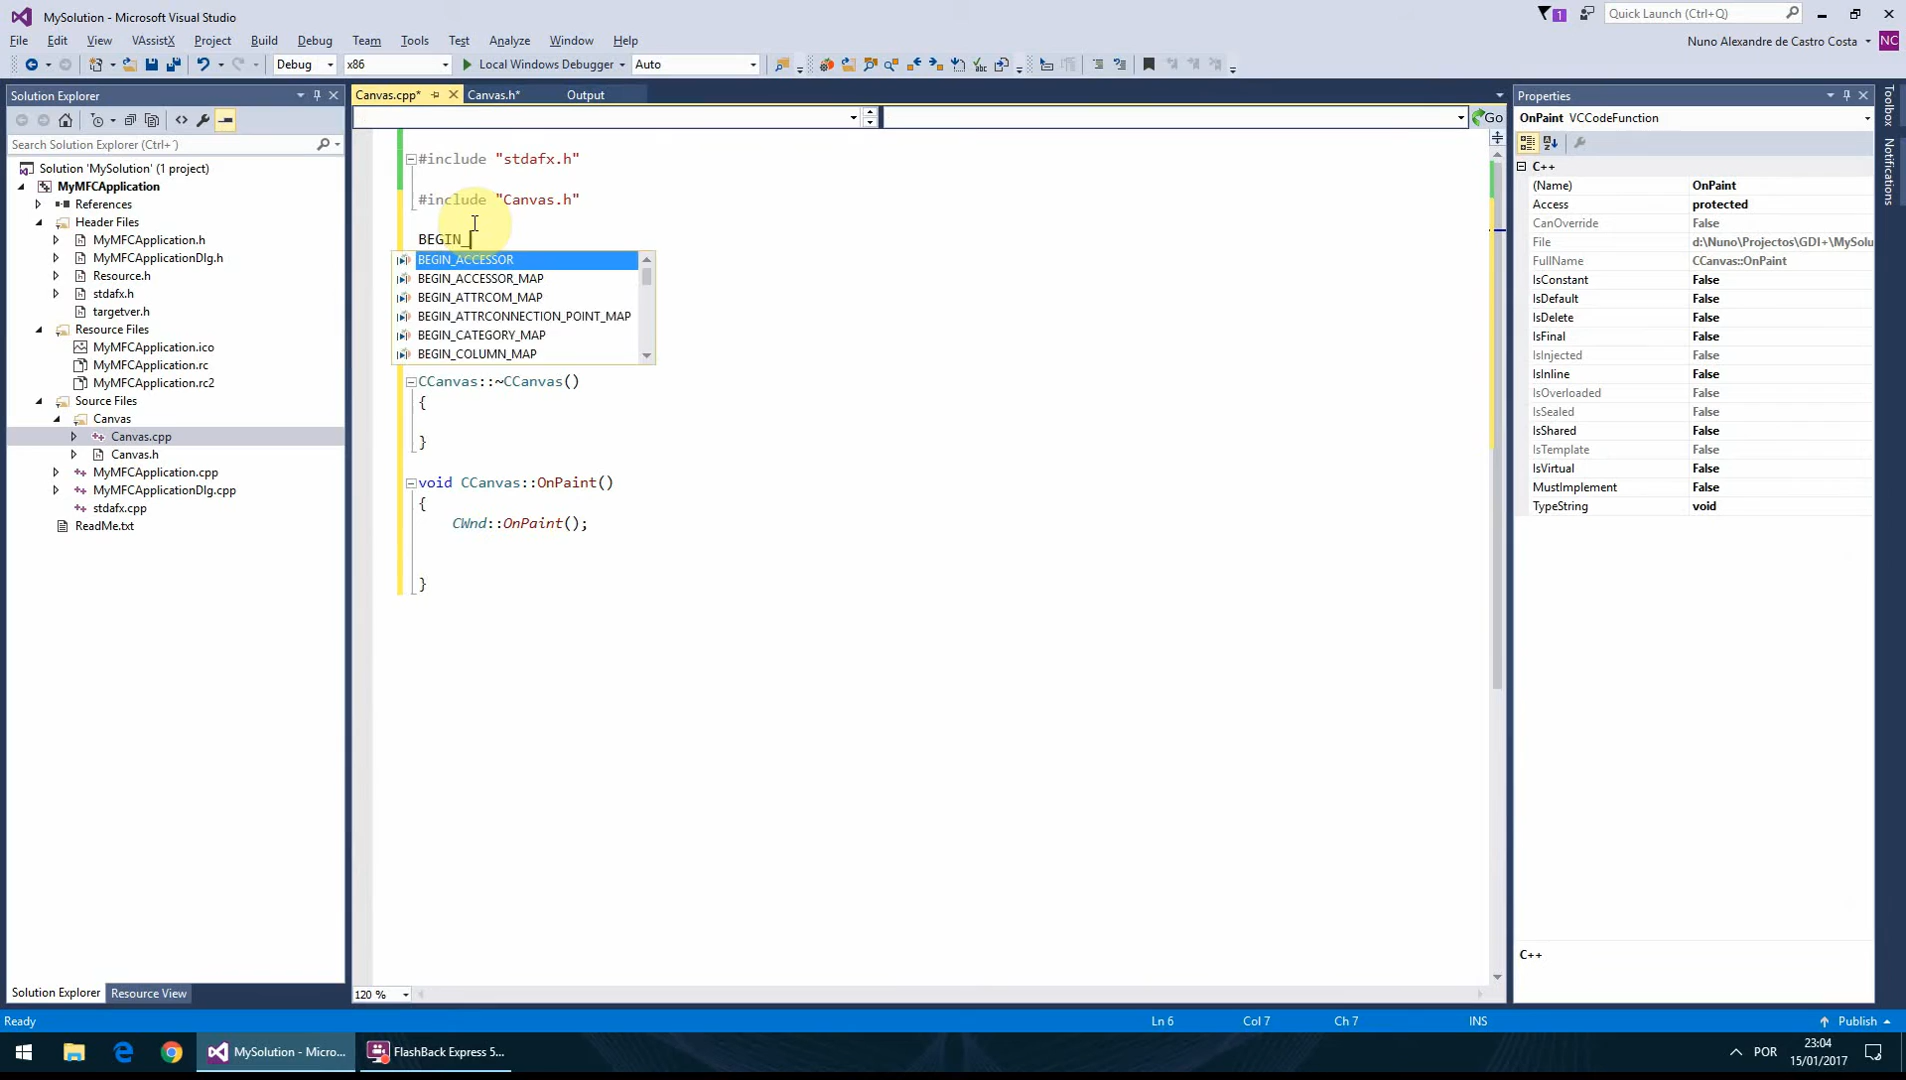 MySolution - Microsoft Visual Studio
1
Quick Launch (Ctrl+Q)
File Edit View VAssistX Project Build Debug Team Tools Test Analyze Window Help
Nuno Alexandre de Castro Costa NC
Debug x86 Local Windows Debugger Auto
Solution Explorer
Search Solution Explorer (Ctrl+´)
Solution 'MySolution' (1 project)
MyMFCApplication
References
Header Files
MyMFCApplication.h
MyMFCApplicationDlg.h
Resource.h
stdafx.h
targetver.h
Resource Files
MyMFCApplication.ico
MyMFCApplication.rc
MyMFCApplication.rc2
Source Files
Canvas
Canvas.cpp
Canvas.h
MyMFCApplication.cpp
MyMFCApplicationDlg.cpp
stdafx.cpp
ReadMe.txt
Solution Explorer Resource View
Canvas.cpp* Canvas.h* Output
Go
#include "stdafx.h"
#include "Canvas.h"
BEGIN_
BEGIN_ACCESSOR
BEGIN_ACCESSOR_MAP
BEGIN_ATTRCOM_MAP
BEGIN_ATTRCONNECTION_POINT_MAP
BEGIN_CATEGORY_MAP
BEGIN_COLUMN_MAP
CCanvas::~CCanvas()
{
}
void CCanvas::OnPaint()
{
CWnd::OnPaint();
}
120 %
Properties
OnPaint VCCodeFunction
C++
(Name) OnPaint
Access protected
CanOverride False
File d:\Nuno\Projectos\GDI+\MySolu
FullName CCanvas::OnPaint
IsConstant False
IsDefault False
IsDelete False
IsFinal False
IsInjected False
IsInline False
IsOverloaded False
IsSealed False
IsShared False
IsTemplate False
IsVirtual False
MustImplement False
TypeString void
C++
Toolbox
Notifications
Ready Ln 6 Col 7 Ch 7 INS Publish
MySolution - Micro...
FlashBack Express 5...
POR
23:04
15/01/2017